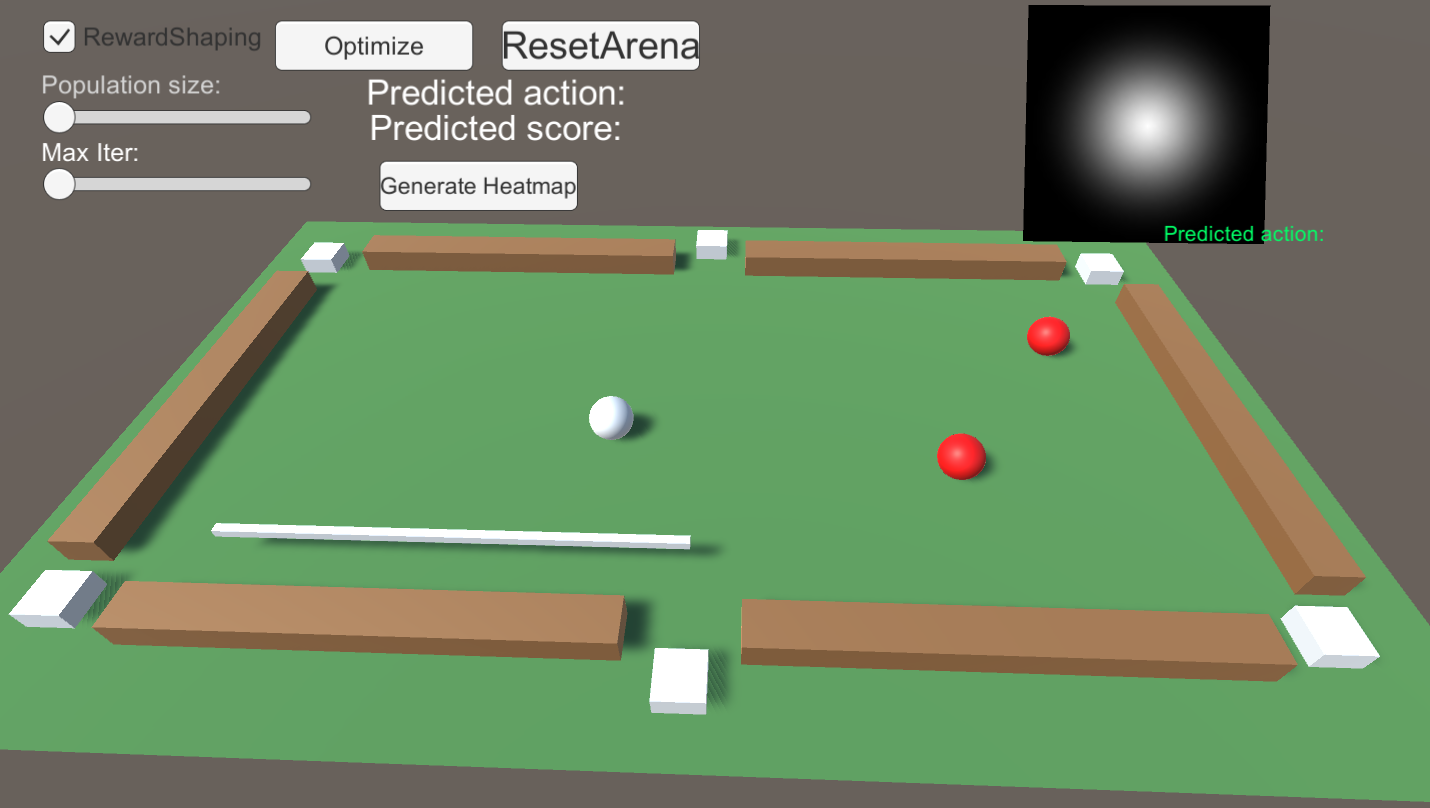 RewardShaping
Optimize
ResetArena
Population size:
Predicted action:
Predicted score:
Max Iter:
Generate Heatmap
Predicted action: